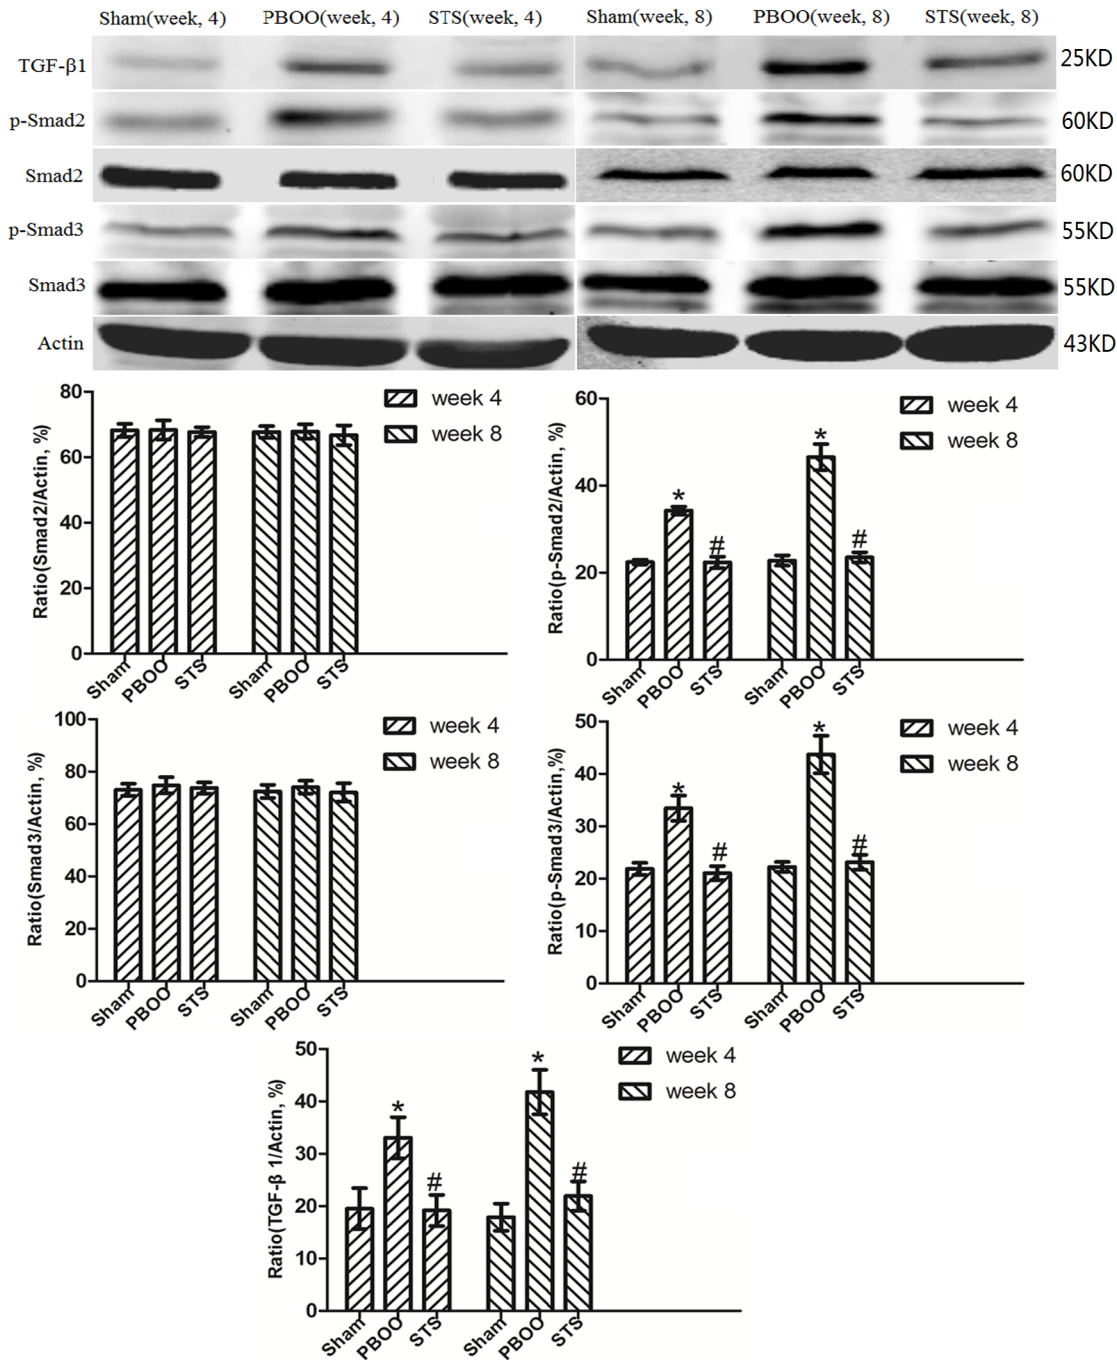 Sham(week, 4) PBOO(week, 4) STS(week, 4) Sham(week, 8) PBOO(week, 8) STS(week, 8)
TGF-β1 25KD
p-Smad2 60KD
Smad2 60KD
p-Smad3 55KD
Smad3 55KD
Actin 43KD
Ratio(Smad2/Actin, %)
80
60
40
20
0
week 4
week 8
Sham PBOO STS Sham PBOO STS
Ratio(p-Smad2/Actin, %)
60
40
20
0
week 4
week 8
* # * #
Sham PBOO STS Sham PBOO STS
Ratio(Smad3/Actin, %)
100
80
60
40
20
0
week 4
week 8
Sham PBOO STS Sham PBOO STS
Ratio(p-Smad3/Actin,%)
50
40
30
20
10
0
week 4
week 8
* # * #
Sham PBOO STS Sham PBOO STS
Ratio(TGF-β 1/Actin, %)
50
40
30
20
10
0
week 4
week 8
* # * #
Sham PBOO STS Sham PBOO STS